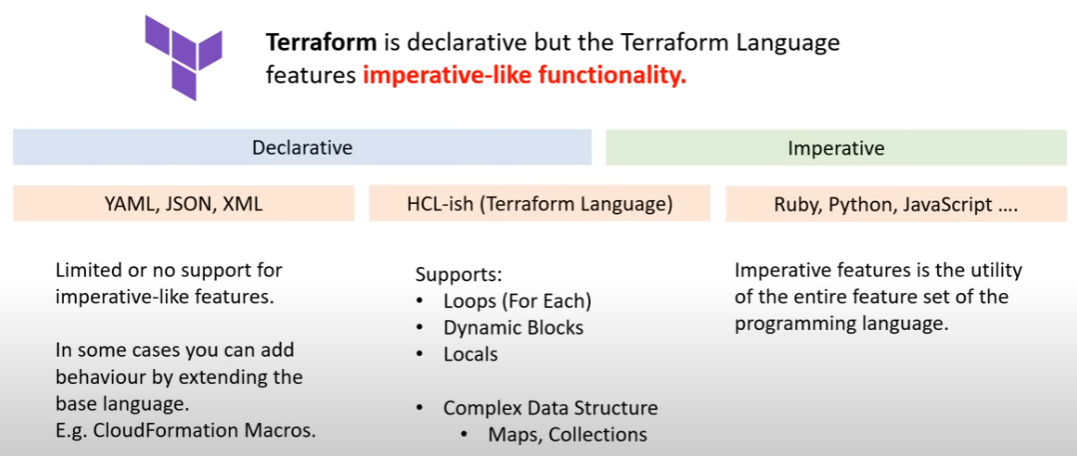 Terraform is declarative but the Terraform Language
features imperative-like functionality.
Declarative
Imperative
YAML, JSON, XML
HCL-ish (Terraform Language)
Ruby, Python, JavaScript ....
Limited or no support for
imperative-like features.
In some cases you can add
behaviour by extending the
base language.
E.g. CloudFormation Macros.
Supports:
• Loops (For Each)
• Dynamic Blocks
• Locals
• Complex Data Structure
• Maps, Collections
Imperative features is the utility
of the entire feature set of the
programming language.